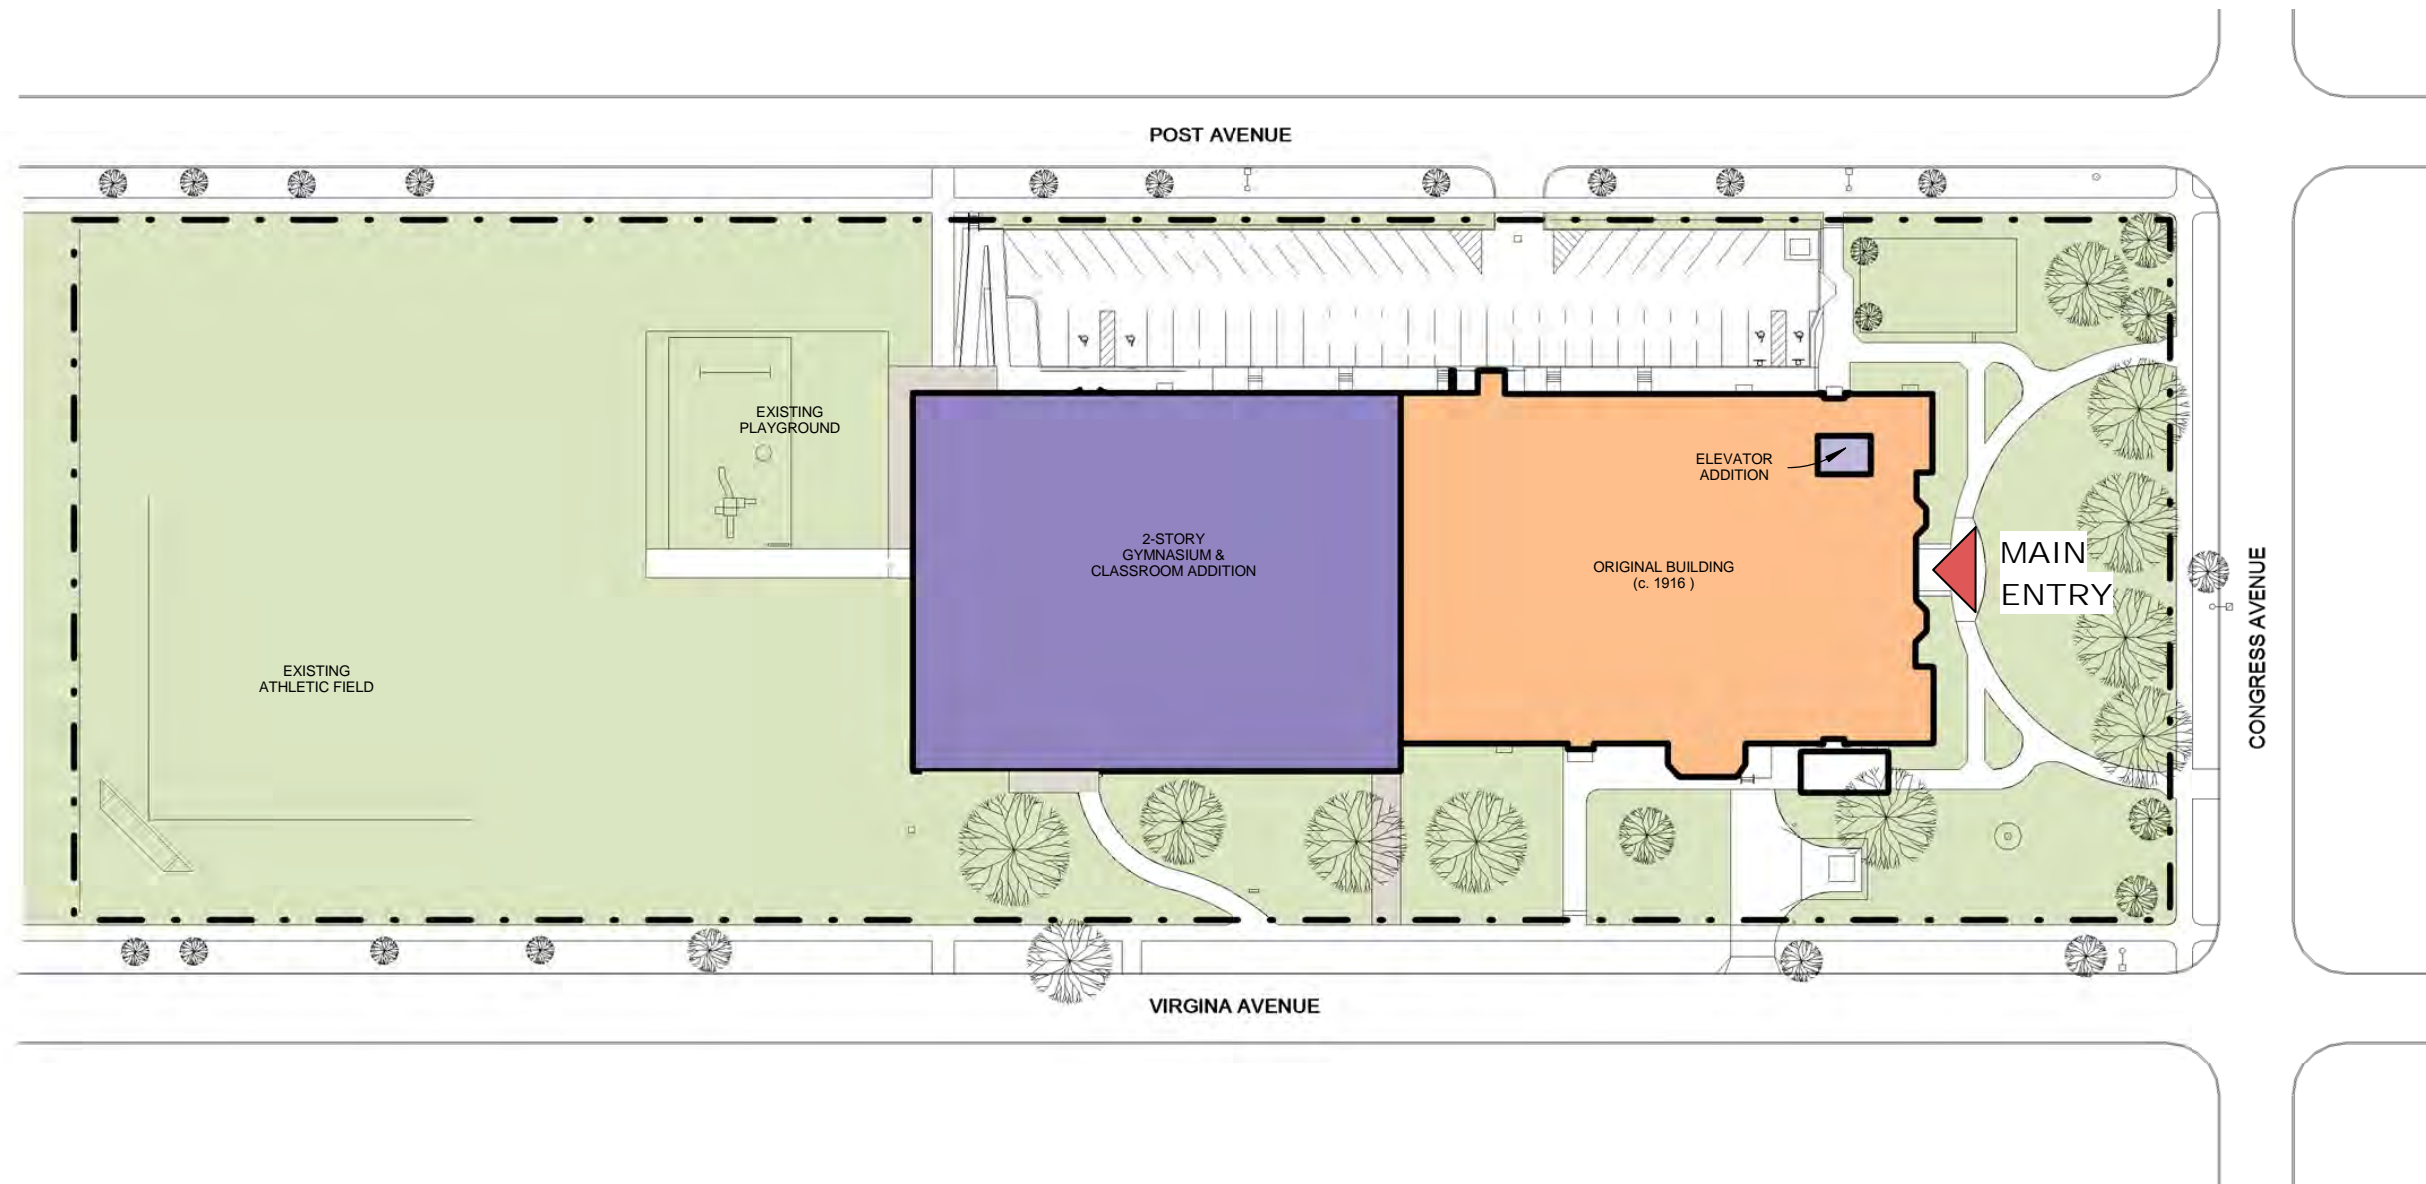 POST AVENUE
EXISTING
PLAYGROUND
ELEVATOR
ADDITION
2-STORY
GYMNASIUM &
CLASSROOM ADDITION
ORIGINAL BUILDING
(c. 1916 )
MAIN
ENTRY
CONGRESS AVENUE
EXISTING
ATHLETIC FIELD
VIRGINA AVENUE